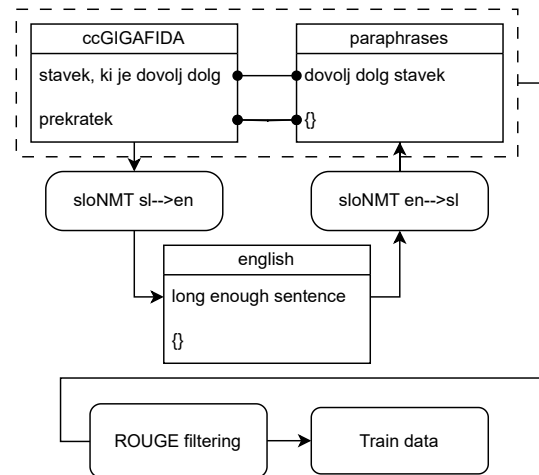 ccGIGAFIDA
stavek, ki je dovolj dolg
prekratek
paraphrases
dovolj dolg stavek
{}
sloNMT sl-->en
sloNMT en-->sl
english
long enough sentence
{}
ROUGE filtering
Train data